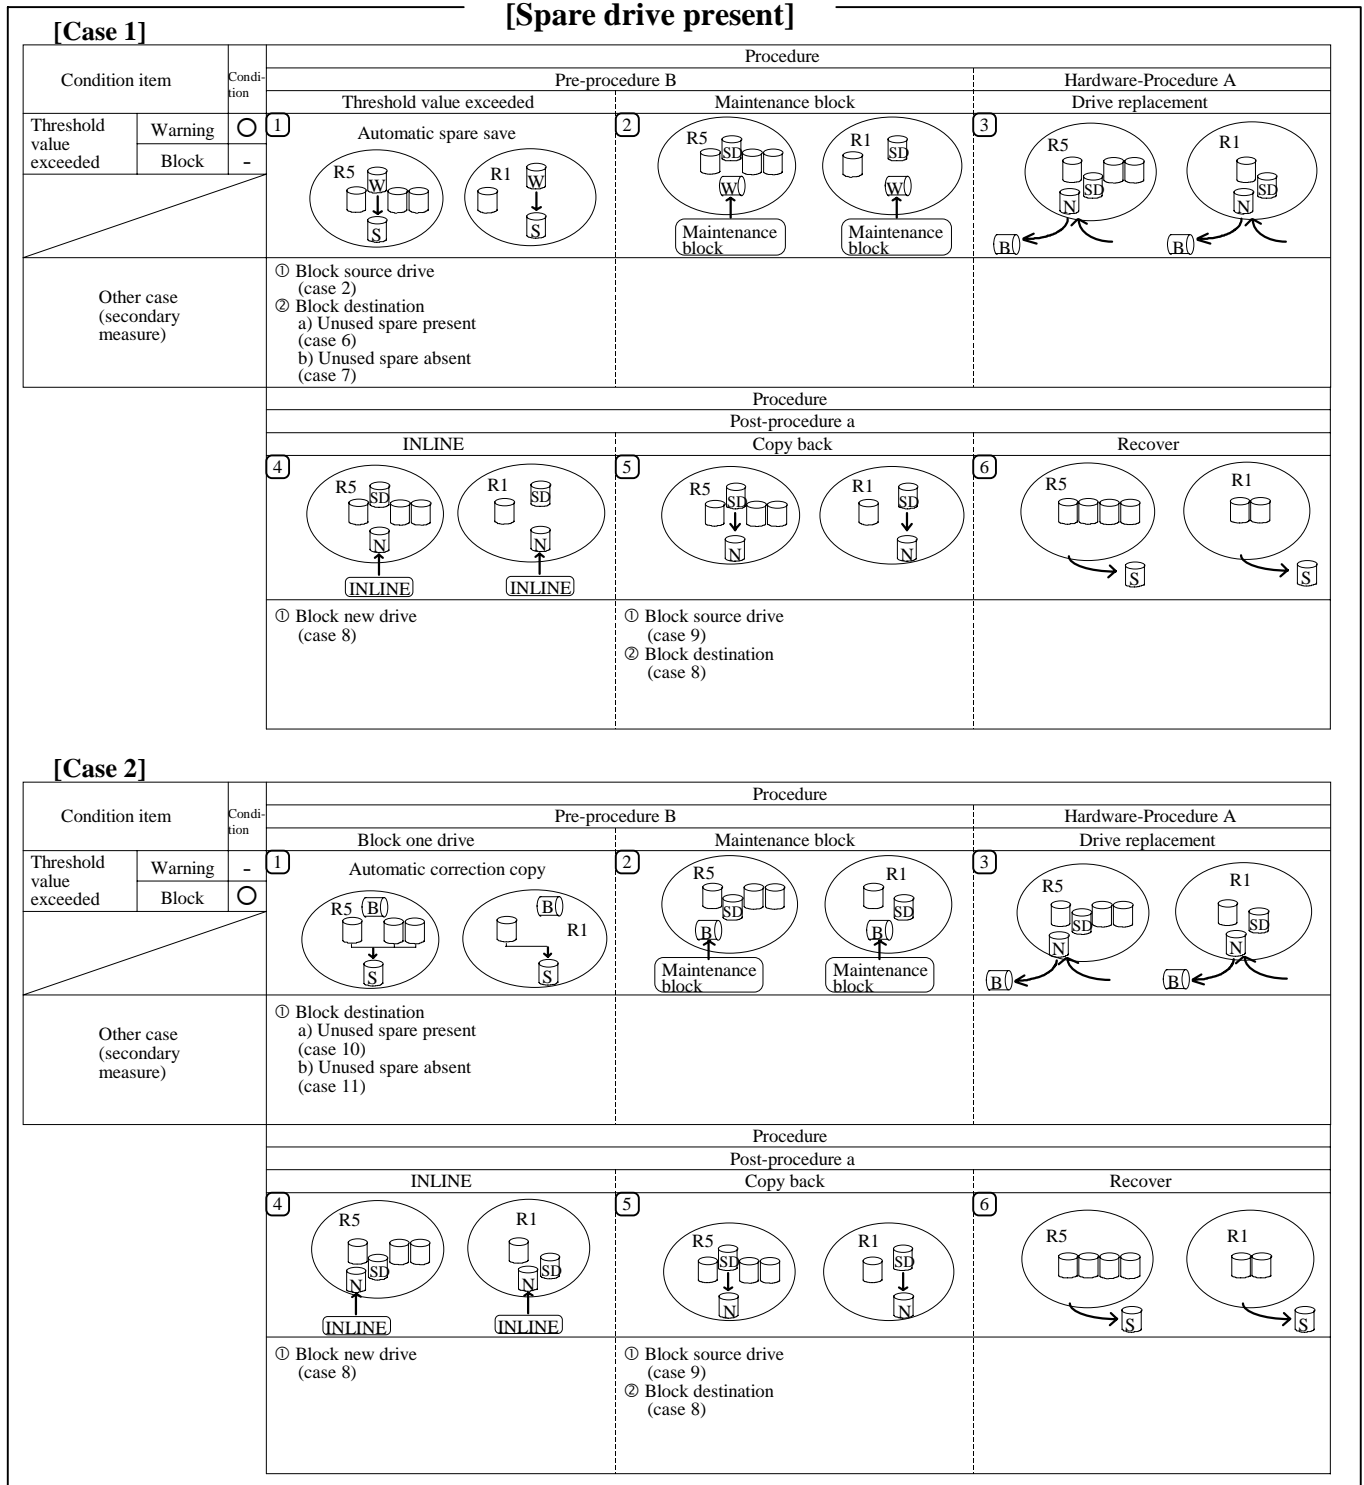 [Spare drive present]
[Case 1]
Condition item
Condi-
tion
Procedure
Pre-procedure B
Hardware-Procedure A
Threshold value exceeded
Maintenance block
Drive replacement
Threshold
value
exceeded
Warning
○
Block
-
1
Automatic spare save
R5
W
S
R1
W
S
2
R5
SD
W
Maintenance
block
R1
SD
W
Maintenance
block
3
R5
SD
N
B
R1
SD
N
B
Other case
(secondary
measure)
① Block source drive
(case 2)
② Block destination
a) Unused spare present
(case 6)
b) Unused spare absent
(case 7)
Procedure
Post-procedure a
INLINE
Copy back
Recover
4
R5
SD
N
INLINE
R1
SD
N
INLINE
5
R5
SD
N
R1
SD
N
6
R5
S
R1
S
① Block new drive
(case 8)
① Block source drive
(case 9)
② Block destination
(case 8)
[Case 2]
Condition item
Condi-
tion
Procedure
Pre-procedure B
Hardware-Procedure A
Block one drive
Maintenance block
Drive replacement
Threshold
value
exceeded
Warning
-
Block
○
1
Automatic correction copy
R5
B
S
B
R1
S
2
R5
SD
B
Maintenance
block
R1
SD
B
Maintenance
block
3
R5
SD
N
B
R1
SD
N
B
Other case
(secondary
measure)
① Block destination
a) Unused spare present
(case 10)
b) Unused spare absent
(case 11)
Procedure
Post-procedure a
INLINE
Copy back
Recover
4
R5
SD
N
INLINE
R1
SD
N
INLINE
5
R5
SD
N
R1
SD
N
6
R5
S
R1
S
① Block new drive
(case 8)
① Block source drive
(case 9)
② Block destination
(case 8)